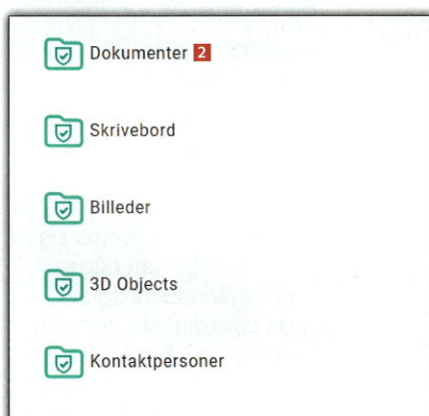 Dokumenter 2
Skrivebord
Billeder
3D Objects
Kontaktpersoner